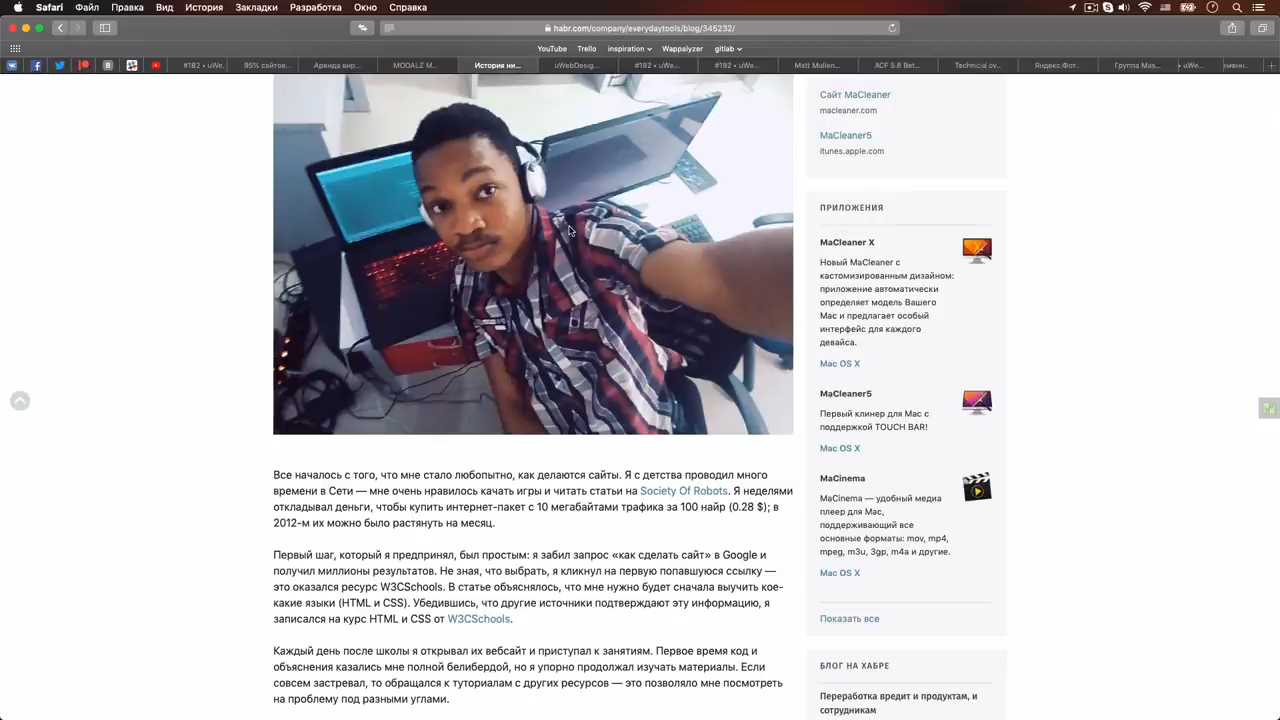 Safari Файл Правка Вид История Закладки Разработка Окно Справка
habr.com/company/everydaytools/blog/345232/
YouTube Trello inspiration Wappalyzer gitlab
#182 • uWe... 95% сайтов... Аренда вир... MODALZ M... История ни... uWebDesig... #182 • uWe... #182 • uWe... Matt Mullen... ACF 5.8 Bet... Technical ov... Яндекс.Фот... Группа Mas...
Сайт MaCleaner
macleaner.com
MaCleaner5
itunes.apple.com
ПРИЛОЖЕНИЯ
MaCleaner X
Новый MaCleaner с
кастомизированным дизайном:
приложение автоматически
определяет модель Вашего
Mac и предлагает особый
интерфейс для каждого
девайса.
Mac OS X
MaCleaner5
Первый клинер для Mac с
поддержкой TOUCH BAR!
Mac OS X
MaCinema
MaCinema — удобный медиа
плеер для Mac,
поддерживающий все
основные форматы: mov, mp4,
mpeg, m3u, 3gp, m4a и другие.
Mac OS X
Показать все
БЛОГ НА ХАБРЕ
Переработка вредит и продуктам, и
сотрудникам
Все началось с того, что мне стало любопытно, как делаются сайты. Я с детства проводил много
времени в Сети — мне очень нравилось качать игры и читать статьи на Society Of Robots. Я неделями
откладывал деньги, чтобы купить интернет-пакет с 10 мегабайтами трафика за 100 найр (0.28 $); в
2012-м их можно было растянуть на месяц.
Первый шаг, который я предпринял, был простым: я забил запрос «как сделать сайт» в Google и
получил миллионы результатов. Не зная, что выбрать, я кликнул на первую попавшуюся ссылку —
это оказался ресурс W3CSchools. В статье объяснялось, что мне нужно будет сначала выучить кое-
какие языки (HTML и CSS). Убедившись, что другие источники подтверждают эту информацию, я
записался на курс HTML и CSS от W3CSchools.
Каждый день после школы я открывал их вебсайт и приступал к занятиям. Первое время код и
объяснения казались мне полной белибердой, но я упорно продолжал изучать материалы. Если
совсем застревал, то обращался к туториалам с других ресурсов — это позволяло мне посмотреть
на проблему под разными углами.